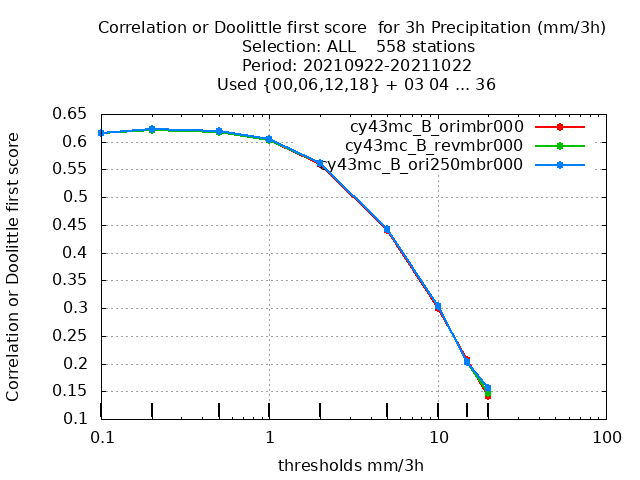 Correlation or Doolittle first score  for 3h Precipitation (mm/3h)
Selection: ALL    558 stations
Period: 20210922-20211022
Used {00,06,12,18} + 03 04 ... 36
Correlation or Doolittle first score
0.65
0.6
0.55
0.5
0.45
0.4
0.35
0.3
0.25
0.2
0.15
0.1
cy43mc_B_orimbr000
cy43mc_B_revmbr000
cy43mc_B_ori250mbr000
0.1
1
10
100
thresholds mm/3h